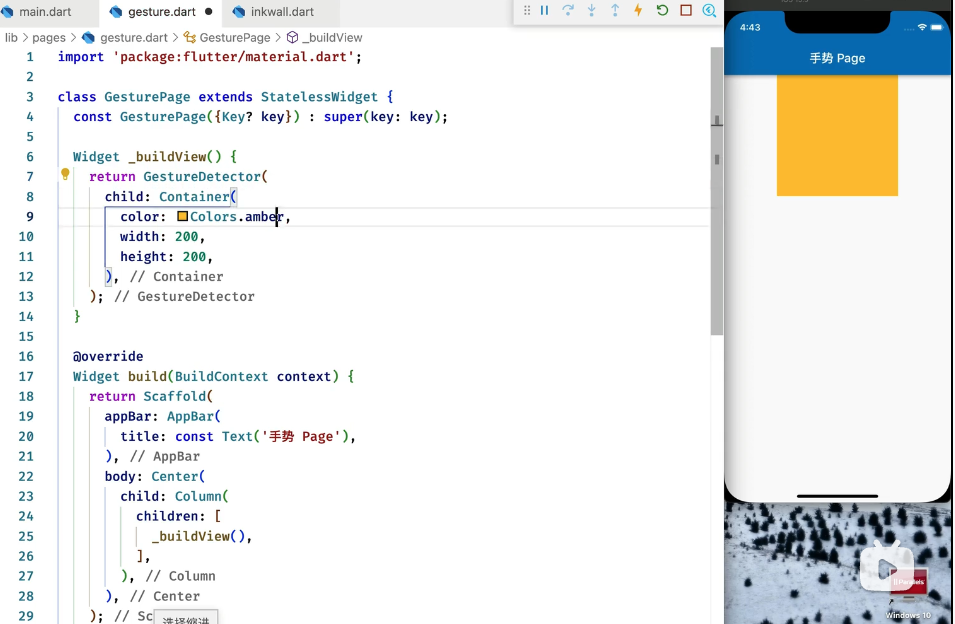 main.dart
gesture.dart
inkwall.dart
lib > pages > gesture.dart > GesturePage > _buildView
1 import 'package:flutter/material.dart';
2
3 class GesturePage extends StatelessWidget {
4 const GesturePage({Key? key}) : super(key: key);
5
6 Widget _buildView() {
7 return GestureDetector(
8 child: Container(
9 color: Colors.amber,
10 width: 200,
11 height: 200,
12 ), // Container
13 ); // GestureDetector
14 }
15
16 @override
17 Widget build(BuildContext context) {
18 return Scaffold(
19 appBar: AppBar(
20 title: const Text('手势 Page'),
21 ), // AppBar
22 body: Center(
23 child: Column(
24 children: [
25 _buildView(),
26 ],
27 ), // Column
28 ), // Center
29 ); // Sc
选择缩进
4:43
手势 Page
Parallels
Windows 10